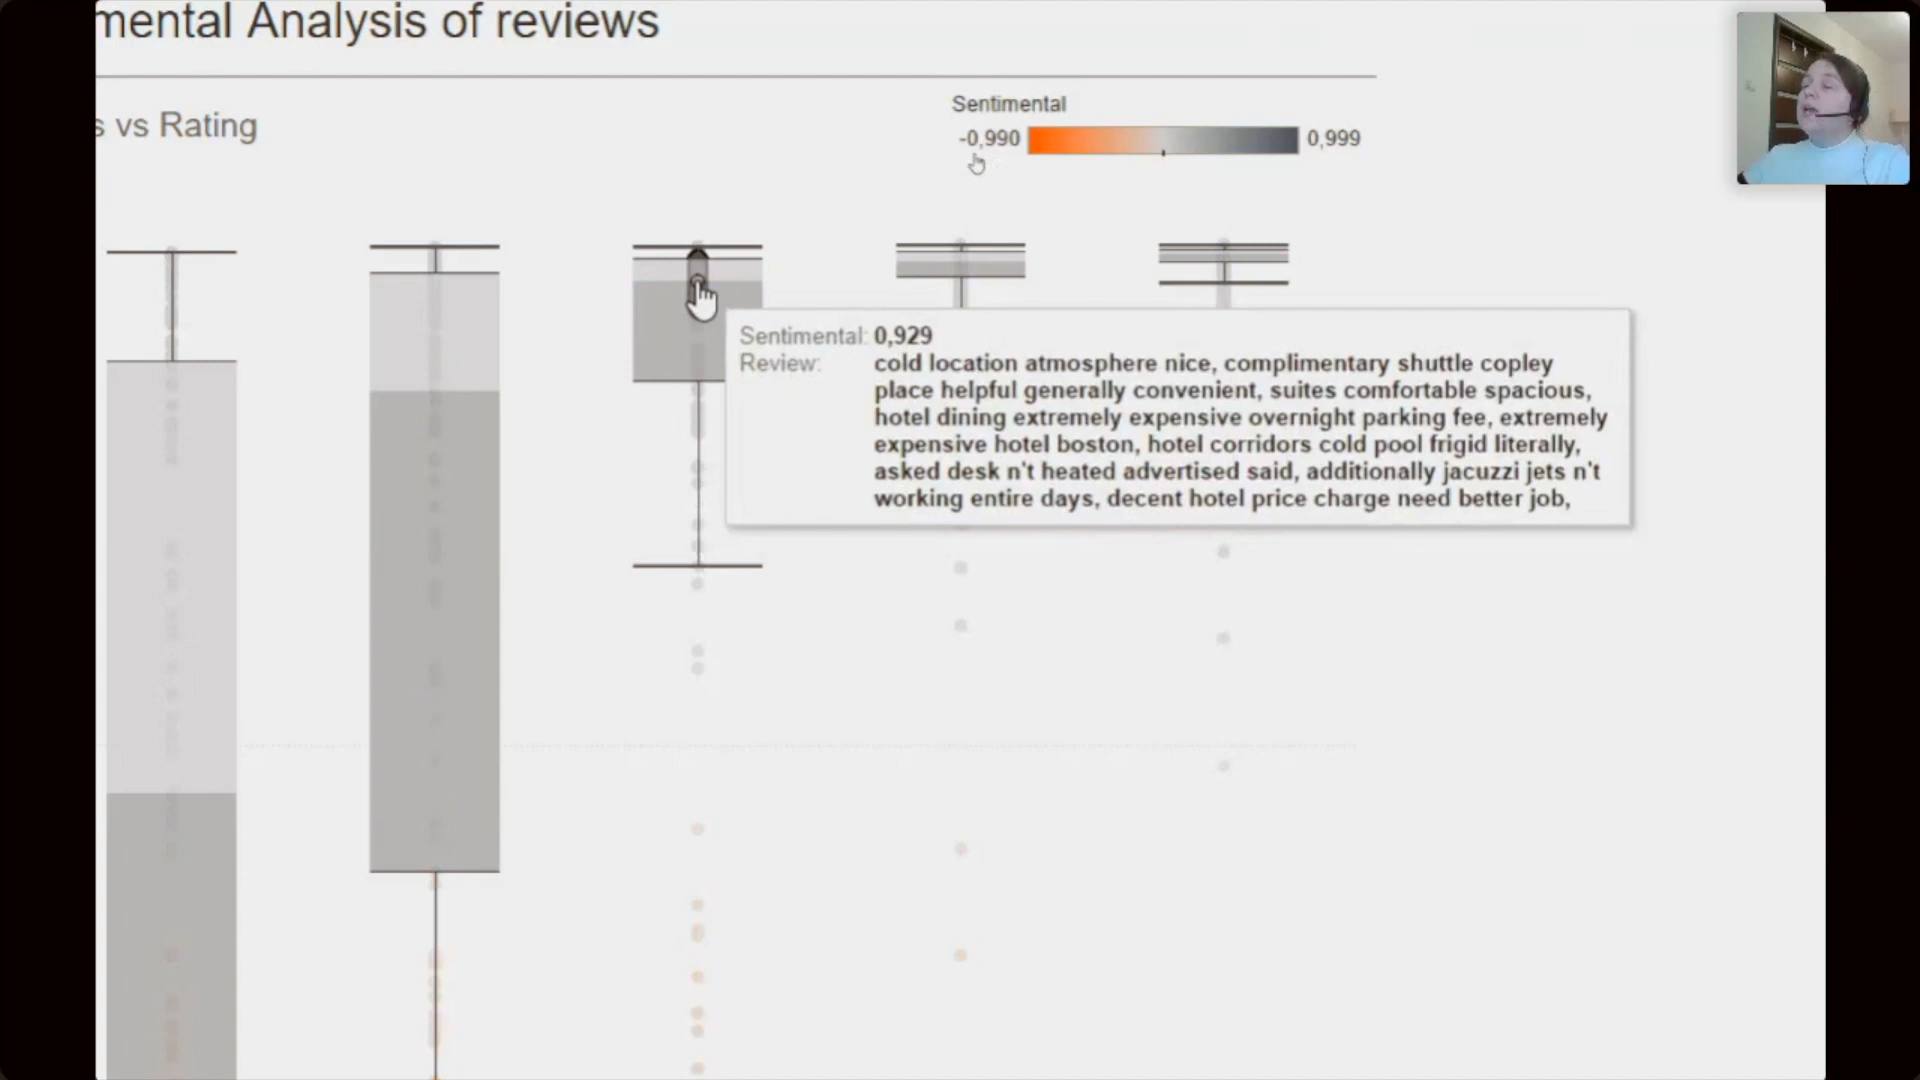 mental Analysis of reviews
s vs Rating
Sentimental
-0,990
0,999
Sentimental: 0,929
Review: cold location atmosphere nice, complimentary shuttle copley
place helpful generally convenient, suites comfortable spacious,
hotel dining extremely expensive overnight parking fee, extremely
expensive hotel boston, hotel corridors cold pool frigid literally,
asked desk n't heated advertised said, additionally jacuzzi jets n't
working entire days, decent hotel price charge need better job,